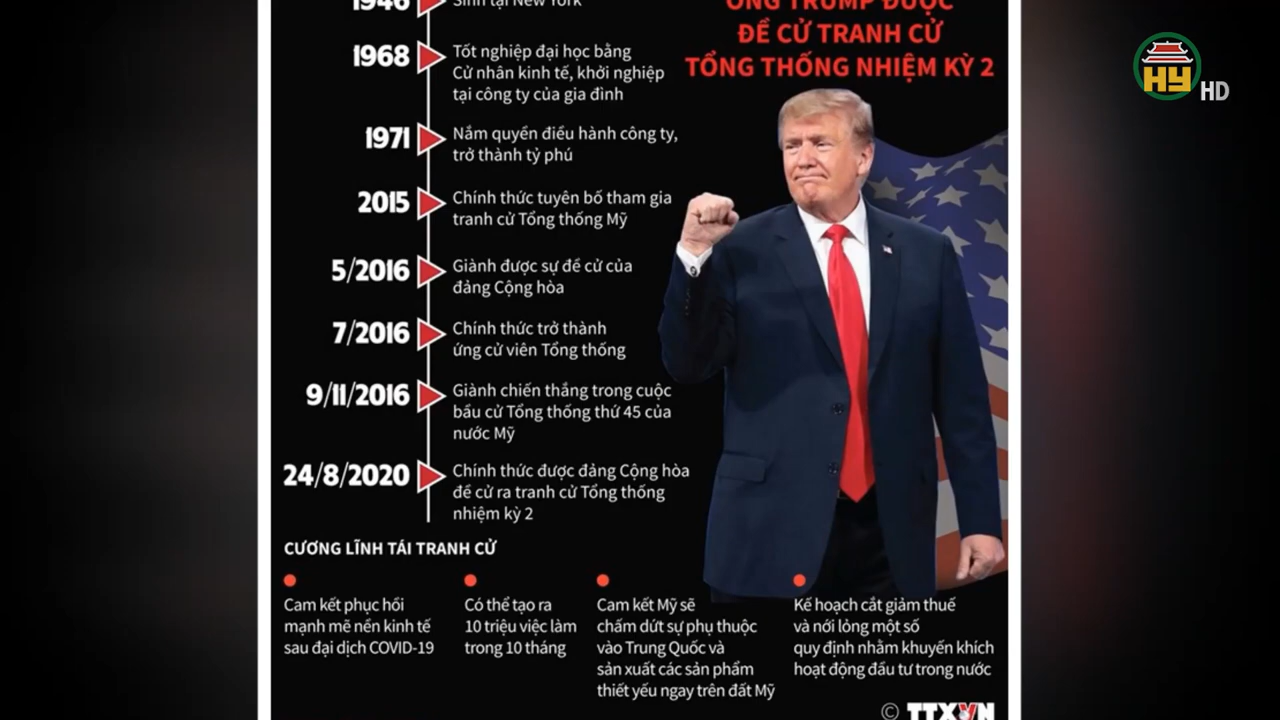 1946
Sinh tại New York
ÔNG TRUMP ĐƯỢC
ĐỀ CỬ TRANH CỬ
TỔNG THỐNG NHIỆM KỲ 2
HY
HD
1968
Tốt nghiệp đại học bằng
Cử nhân kinh tế, khởi nghiệp
tại công ty của gia đình
1971
Nắm quyền điều hành công ty,
trở thành tỷ phú
2015
Chính thức tuyên bố tham gia
tranh cử Tổng thống Mỹ
5/2016
Giành được sự đề cử của
đảng Cộng hòa
7/2016
Chính thức trở thành
ứng cử viên Tổng thống
9/11/2016
Giành chiến thắng trong cuộc
bầu cử Tổng thống thứ 45 của
nước Mỹ
24/8/2020
Chính thức được đảng Cộng hòa
đề cử ra tranh cử Tổng thống
nhiệm kỳ 2
CƯƠNG LĨNH TÁI TRANH CỬ
Cam kết phục hồi
mạnh mẽ nền kinh tế
sau đại dịch COVID-19
Có thể tạo ra
10 triệu việc làm
trong 10 tháng
Cam kết Mỹ sẽ
chấm dứt sự phụ thuộc
vào Trung Quốc và
sản xuất các sản phẩm
thiết yếu ngay trên đất Mỹ
Kế hoạch cắt giảm thuế
và nới lỏng một số
quy định nhằm khuyến khích
hoạt động đầu tư trong nước
© TTXVN